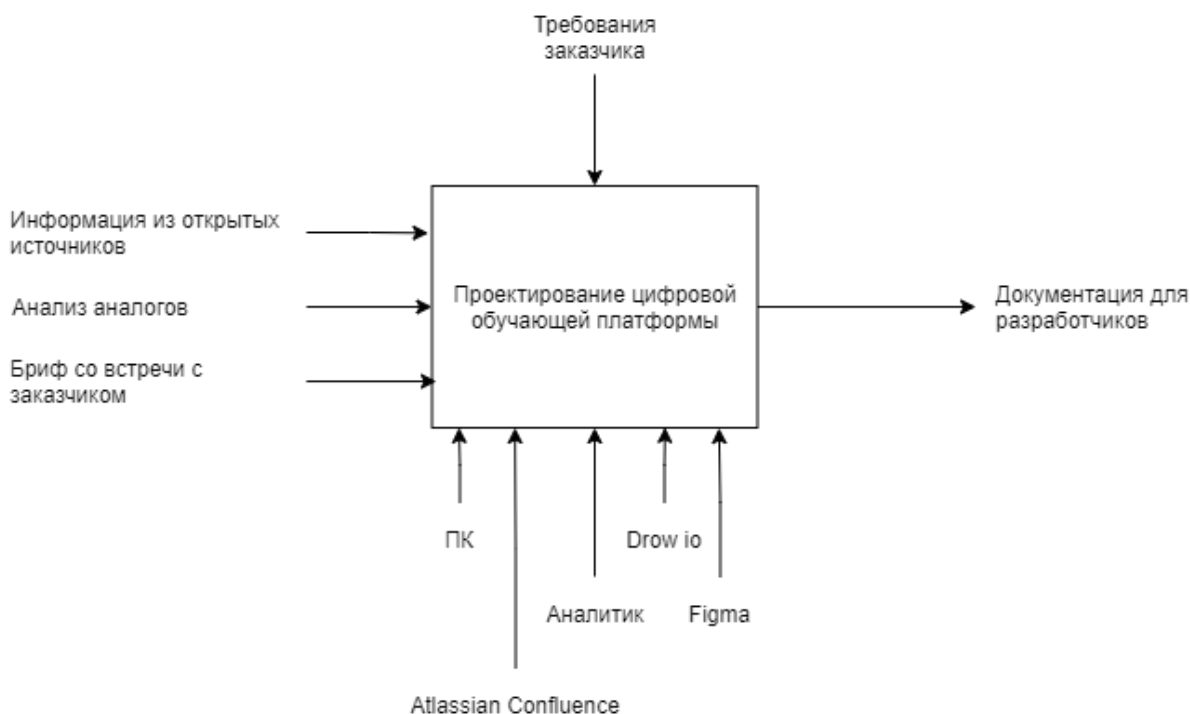 Требования
заказчика
Информация из открытых
источников
Анализ аналогов
Бриф со встречи с
заказчиком
Проектирование цифровой
обучающей платформы
Документация для
разработчиков
ПК
Drow io
Аналитик
Figma
Atlassian Confluence